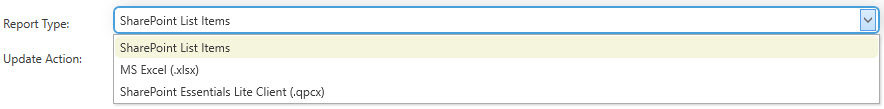 Report Type: SharePoint List Items
SharePoint List Items
Update Action:
MS Excel (.xlsx)
SharePoint Essentials Lite Client (.qpcx)